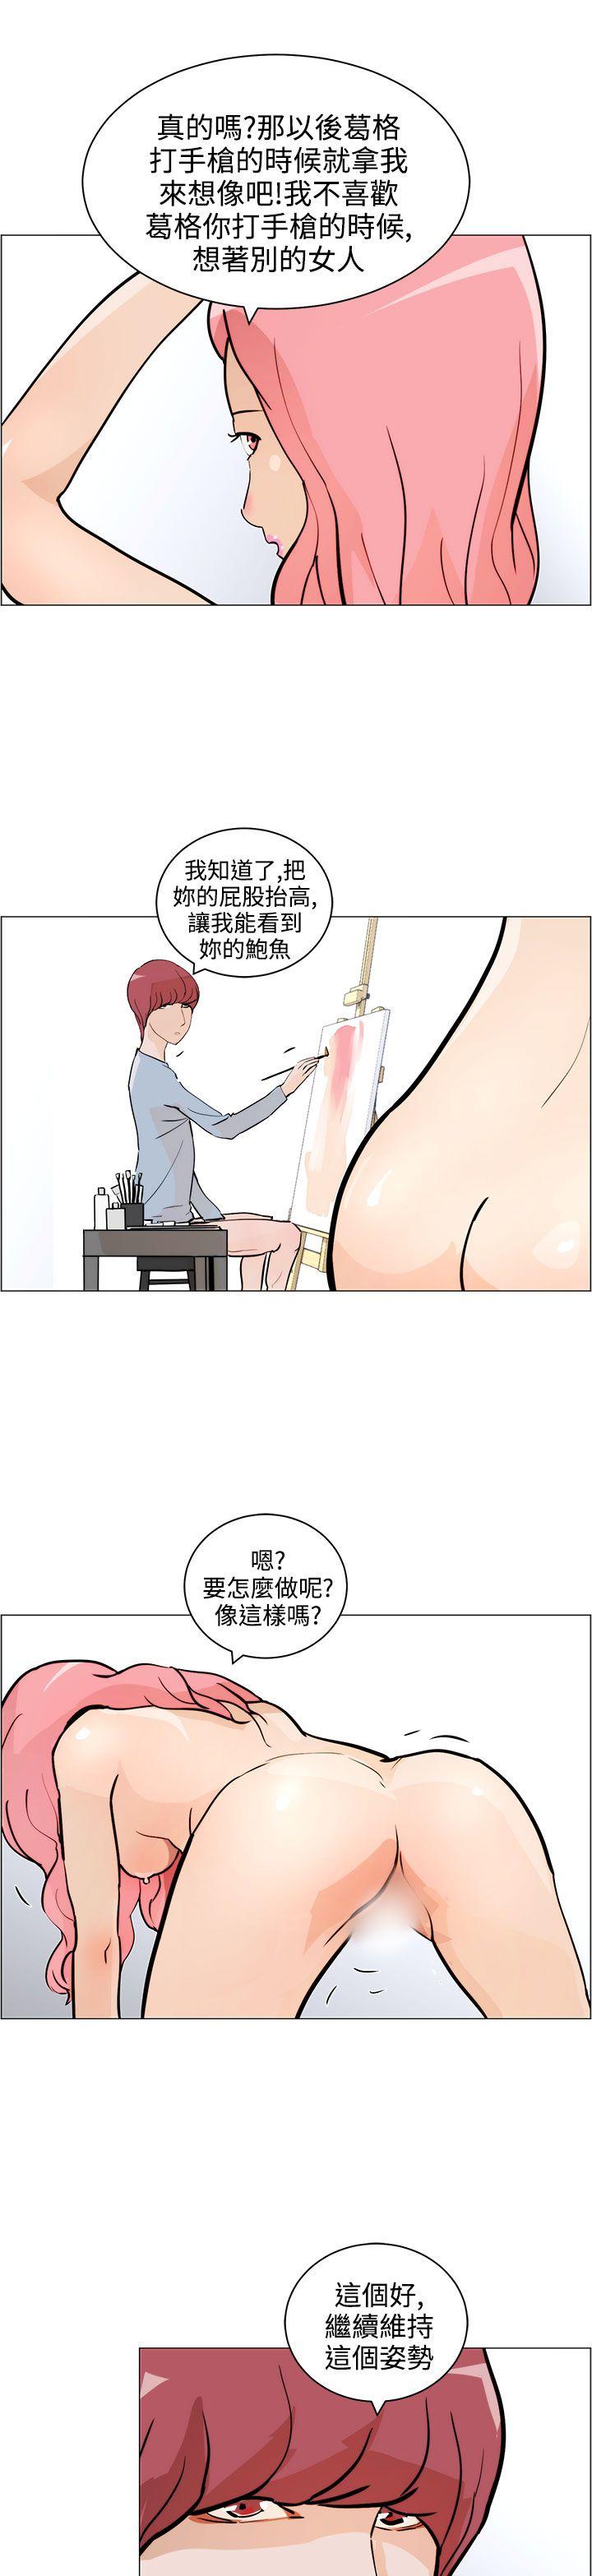 真的嗎?那以後葛格
打手槍的時候就拿我
來想像吧!我不喜歡
葛格你打手槍的時候,
想著別的女人
我知道了,把
妳的屁股抬高,
讓我能看到
妳的鮑魚
嗯?
要怎麼做呢?
像這樣嗎?
這個好,
繼續維持
這個姿勢